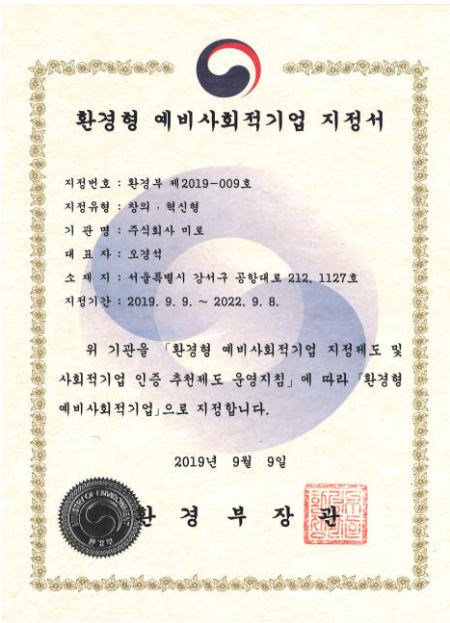 환경형 예비사회적기업 지정서
지정번호 : 환경부 제2019-009호
지정유형 : 창의 · 혁신형
기 관 명 : 주식회사 미로
대 표 자 : 오경석
소 재 지 : 서울특별시 강서구 공항대로 212, 1127호
지정기간 : 2019. 9. 9. ~ 2022. 9. 8.
위 기관을 「환경형 예비사회적기업 지정제도 및
사회적기업 인증 추천제도 운영지침」에 따라 「환경형
예비사회적기업」으로 지정합니다.
2019년 9월 9일
환 경 부 장 관